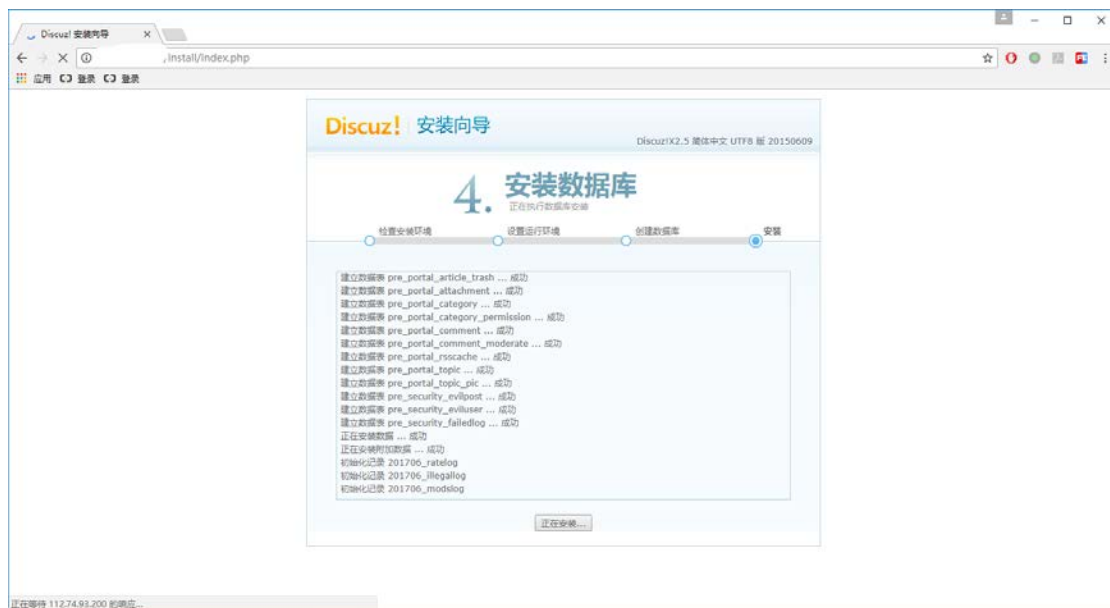 Discuz! 安装向导
/install/index.php
应用 登录 登录
Discuz! 安装向导
Discuz!X2.5 简体中文 UTF8 版 20150609
4. 安装数据库
正在执行数据库安装
检查安装环境 设置运行环境 创建数据库 安装
建立数据表 pre_portal_article_trash ... 成功
建立数据表 pre_portal_attachment ... 成功
建立数据表 pre_portal_category ... 成功
建立数据表 pre_portal_category_permission ... 成功
建立数据表 pre_portal_comment ... 成功
建立数据表 pre_portal_comment_moderate ... 成功
建立数据表 pre_portal_rsscache ... 成功
建立数据表 pre_portal_topic ... 成功
建立数据表 pre_portal_topic_pic ... 成功
建立数据表 pre_security_evilpost ... 成功
建立数据表 pre_security_eviluser ... 成功
建立数据表 pre_security_failedlog ... 成功
正在安装数据 ... 成功
正在安装附加数据 ... 成功
初始化记录 201706_ratelog
初始化记录 201706_illegallog
初始化记录 201706_modslog
正在安装...
正在等待 112.74.93.200 的响应...